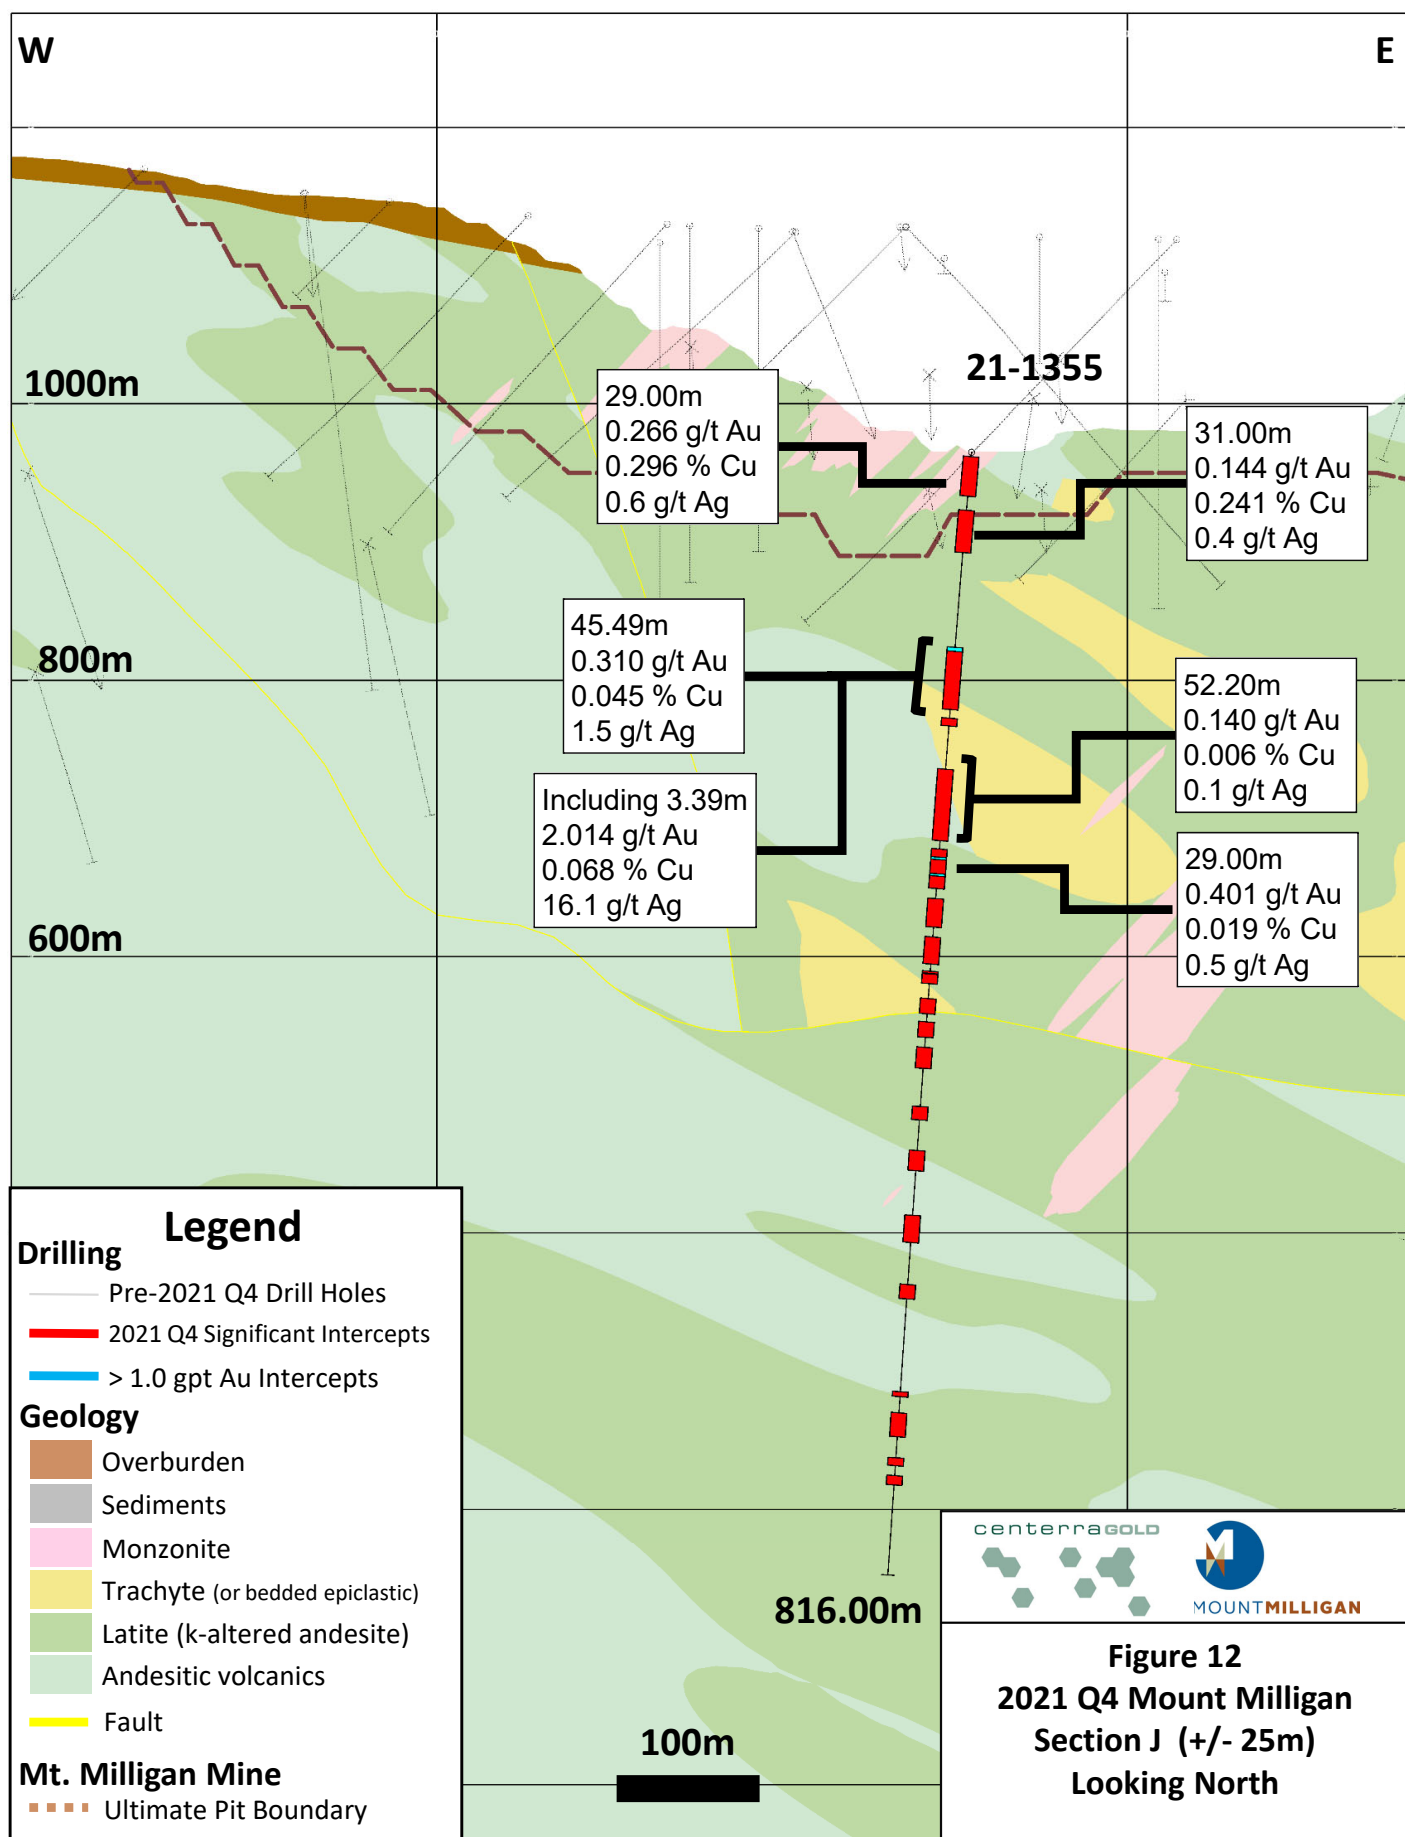 W
E
1000m
21-1355
29.00m
0.266 g/t Au
0.296 % Cu
0.6 g/t Ag
31.00m
0.144 g/t Au
0.241 % Cu
0.4 g/t Ag
800m
45.49m
0.310 g/t Au
0.045 % Cu
1.5 g/t Ag
52.20m
0.140 g/t Au
0.006 % Cu
0.1 g/t Ag
Including 3.39m
2.014 g/t Au
0.068 % Cu
16.1 g/t Ag
29.00m
0.401 g/t Au
0.019 % Cu
0.5 g/t Ag
600m
816.00m
100m
Legend
Drilling
Pre-2021 Q4 Drill Holes
2021 Q4 Significant Intercepts
> 1.0 gpt Au Intercepts
Geology
Overburden
Sediments
Monzonite
Trachyte (or bedded epiclastic)
Latite (k-altered andesite)
Andesitic volcanics
Fault
Mt. Milligan Mine
Ultimate Pit Boundary
centerraGOLD
MOUNTMILLIGAN
Figure 12
2021 Q4 Mount Milligan
Section J (+/- 25m)
Looking North